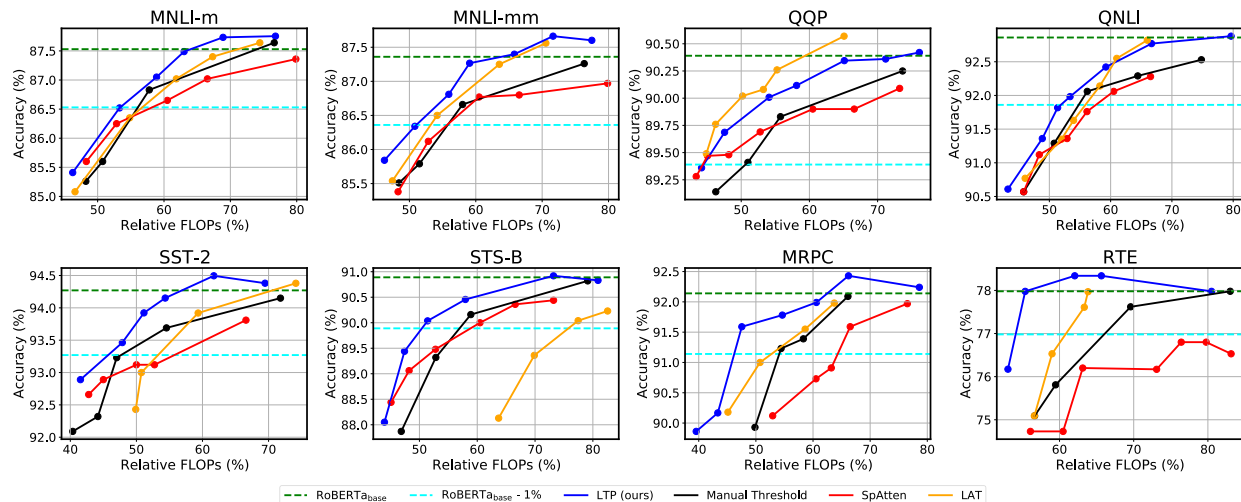 MNLI-m
MNLI-mm
QQP
QNLI
87.5
87.0
86.5
86.0
85.5
85.0
Accuracy (%)
50 60 70 80
Relative FLOPs (%)
87.5
87.0
86.5
86.0
85.5
Accuracy (%)
50 60 70 80
Relative FLOPs (%)
90.50
90.25
90.00
89.75
89.50
89.25
Accuracy (%)
50 60 70
Relative FLOPs (%)
92.5
92.0
91.5
91.0
90.5
Accuracy (%)
50 60 70 80
Relative FLOPs (%)
SST-2
STS-B
MRPC
RTE
94.5
94.0
93.5
93.0
92.5
92.0
Accuracy (%)
40 50 60 70
Relative FLOPs (%)
91.0
90.5
90.0
89.5
89.0
88.5
88.0
Accuracy (%)
50 60 70 80
Relative FLOPs (%)
92.5
92.0
91.5
91.0
90.5
90.0
Accuracy (%)
40 50 60 70 80
Relative FLOPs (%)
78
77
76
75
Accuracy (%)
60 70 80
Relative FLOPs (%)
RoBERTa base RoBERTa base - 1% LTP (ours) Manual Threshold SpAtten LAT